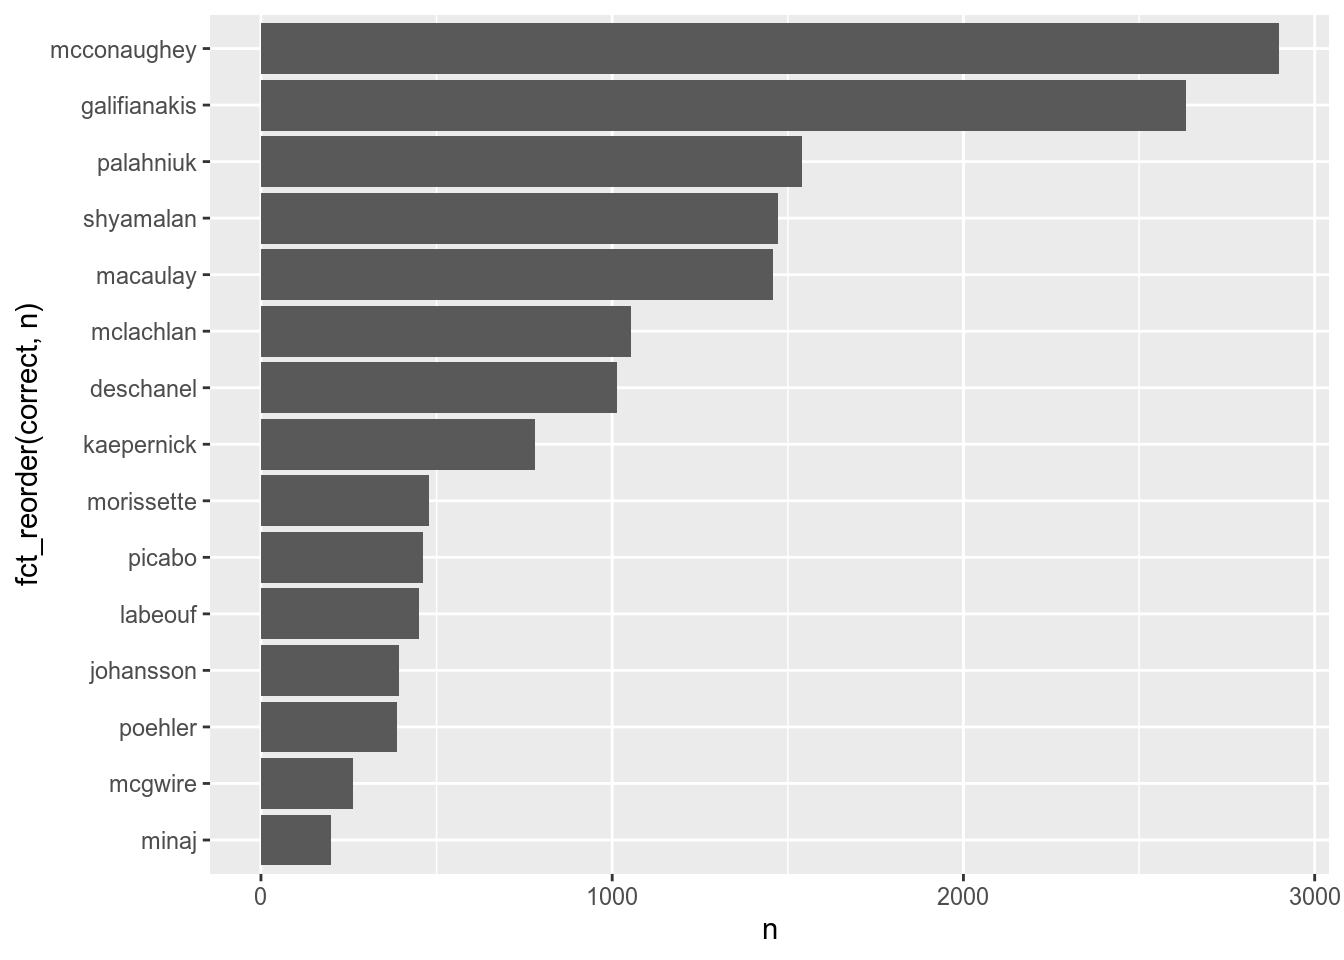 mcconaughey
galifianakis
palahniuk
shyamalan
macaulay
mclachlan
deschanel
kaepernick
morissette
picabo
labeouf
johansson
poehler
mcgwire
minaj
fct_reorder(correct, n)
0 1000 2000 3000
n